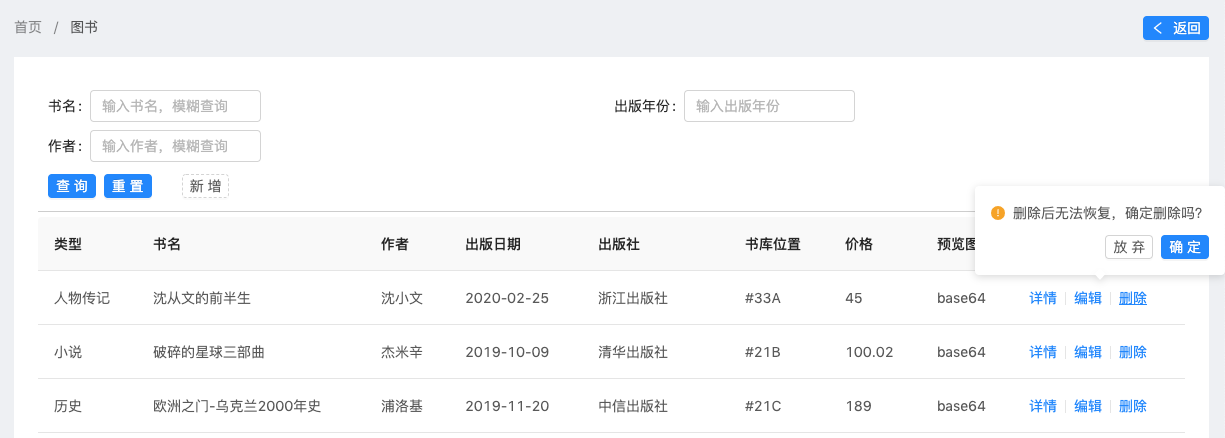 首页 / 图书
返回
书名： 输入书名，模糊查询 出版年份： 输入出版年份
作者： 输入作者，模糊查询
查 询 重 置 新 增
删除后无法恢复，确定删除吗?
放 弃 确 定
类型 书名 作者 出版日期 出版社 书库位置 价格 预览图
人物传记 沈从文的前半生 沈小文 2020-02-25 浙江出版社 #33A 45 base64 详情 编辑 删除
小说 破碎的星球三部曲 杰米辛 2019-10-09 清华出版社 #21B 100.02 base64 详情 编辑 删除
历史 欧洲之门-乌克兰2000年史 浦洛基 2019-11-20 中信出版社 #21C 189 base64 详情 编辑 删除